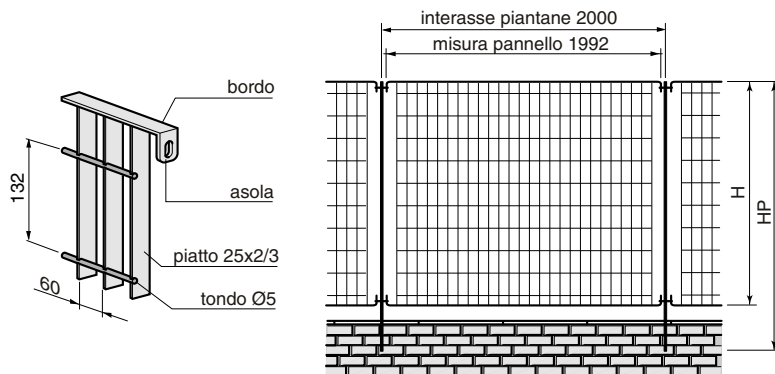 interasse piantane 2000
misura pannello 1992
bordo
asola
132
piatto 25x2/3
60
tondo Ø5
H
HP